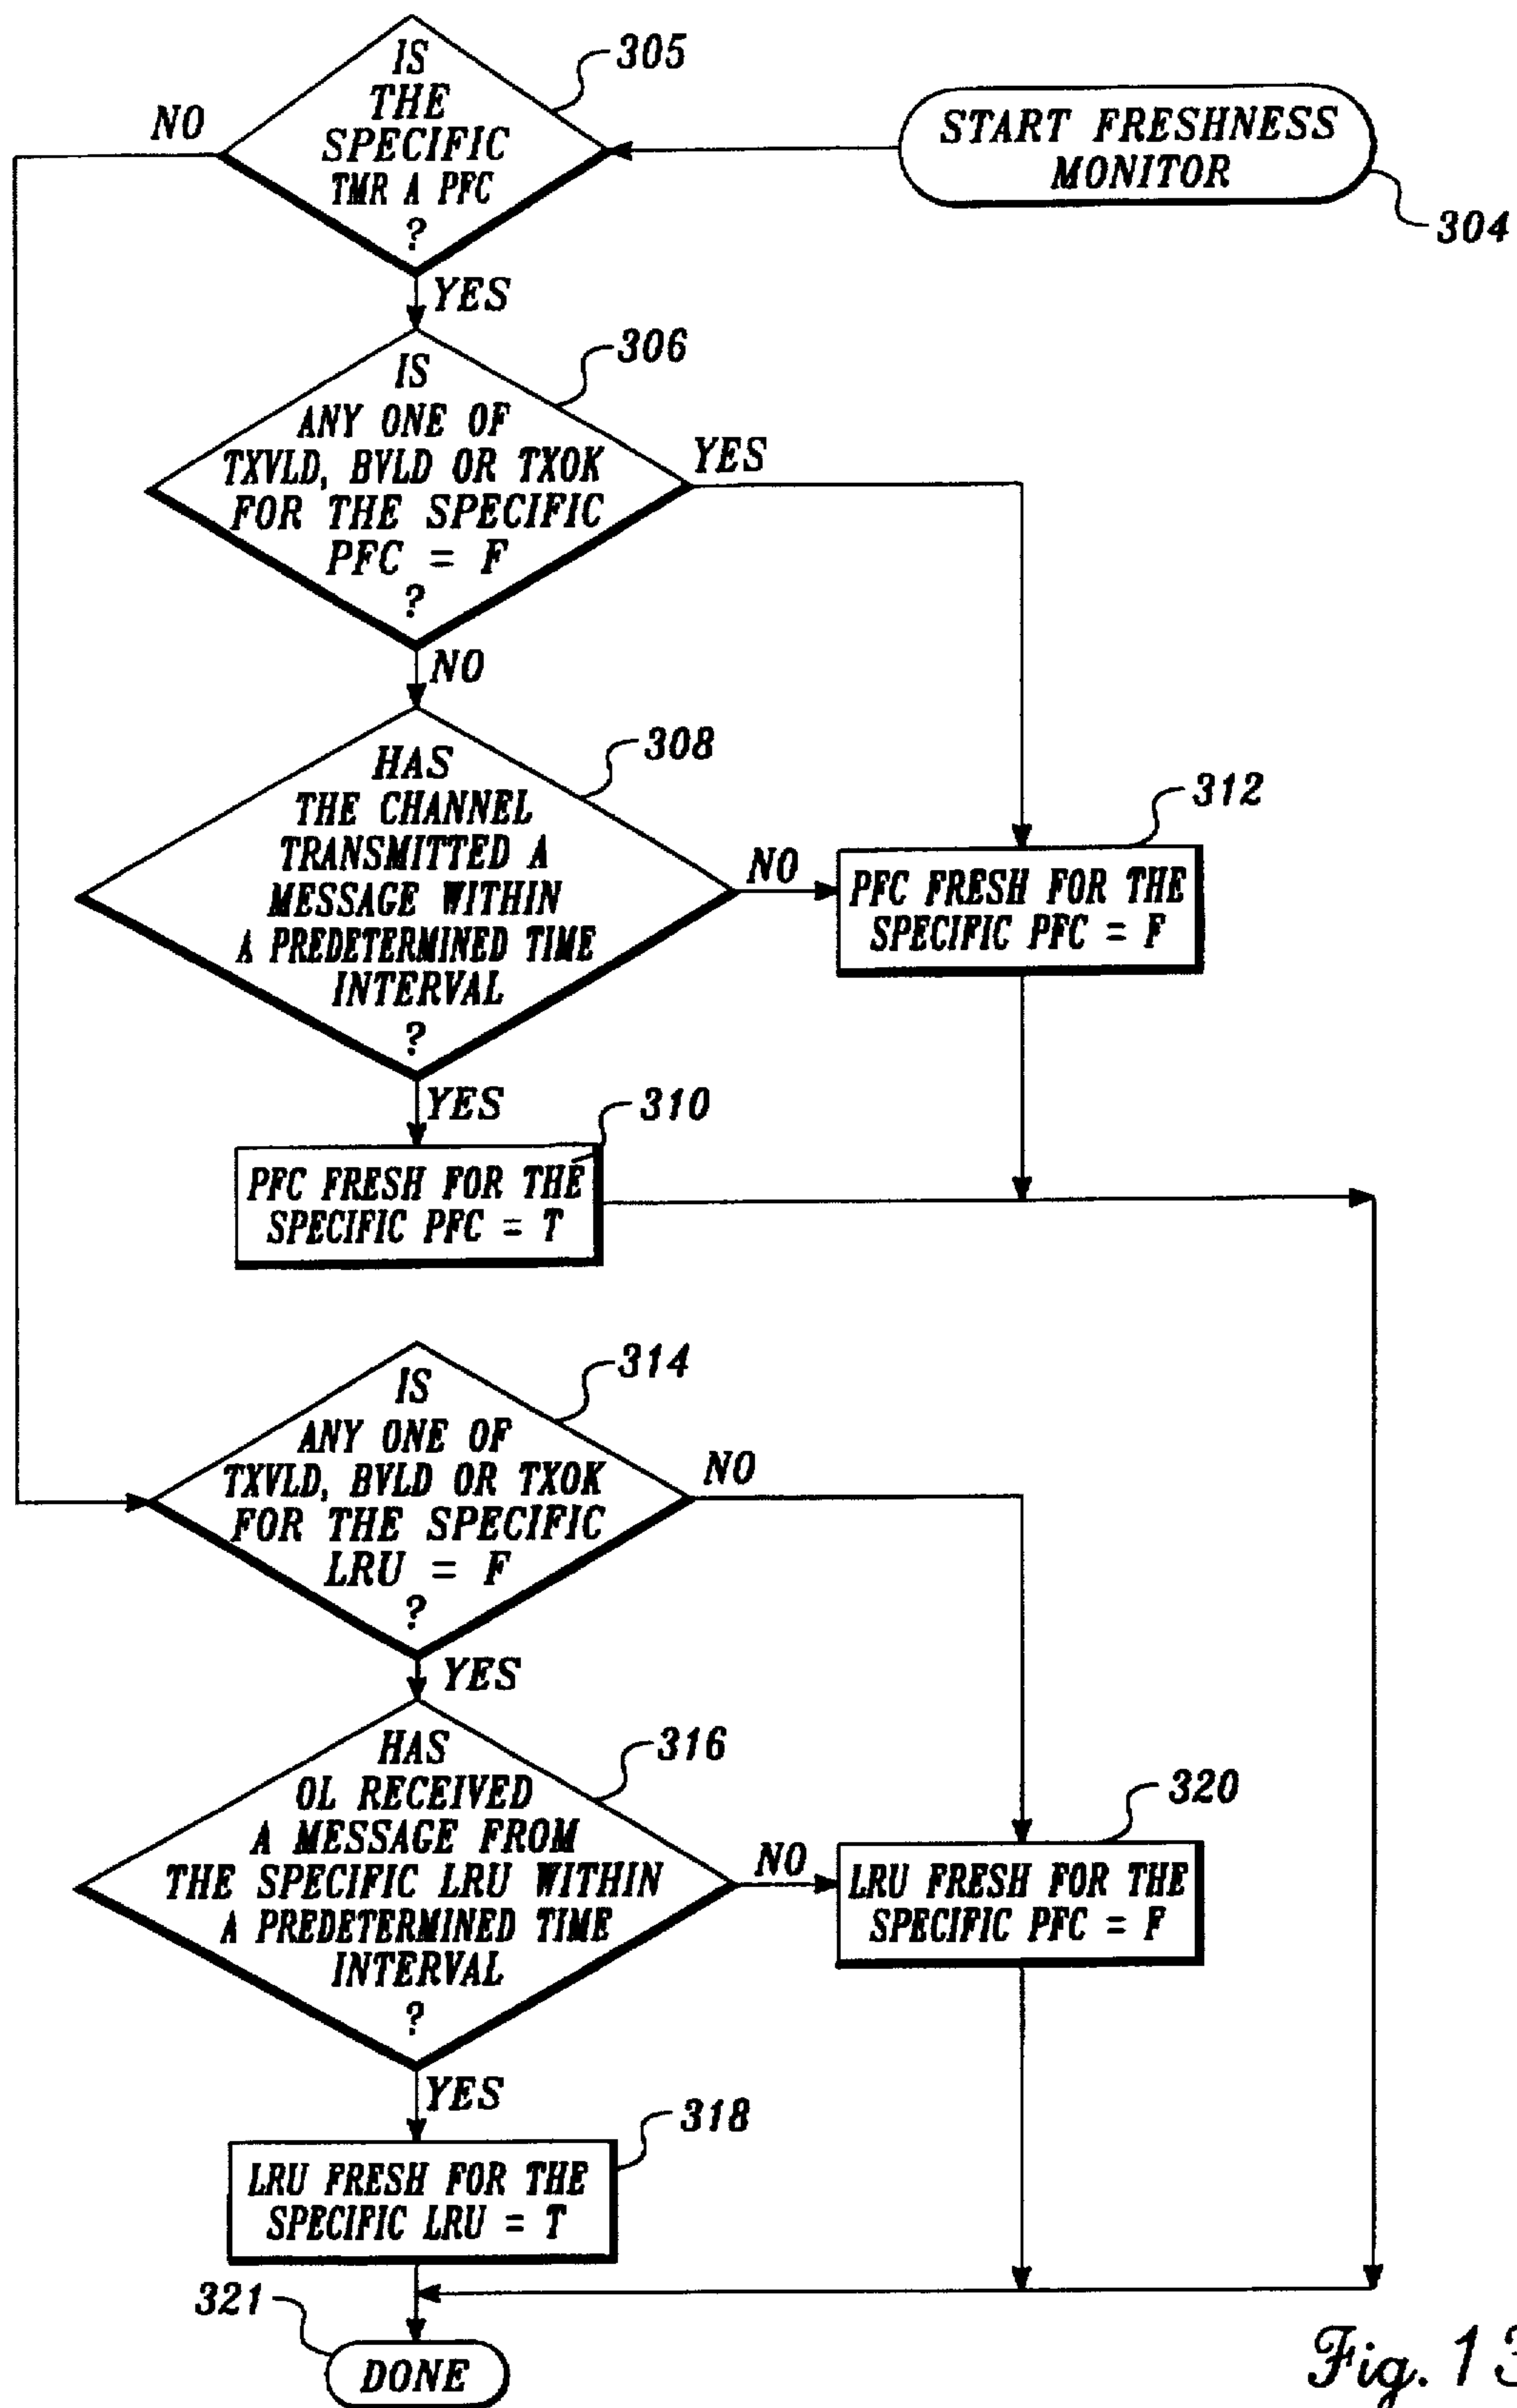 IS
THE
SPECIFIC
TMR A PFC
?
305
NO
START FRESHNESS
MONITOR
304
YES
IS
ANY ONE OF
TXVLD, BVLD OR TXOK
FOR THE SPECIFIC
PFC = F
?
306
YES
NO
HAS
THE CHANNEL
TRANSMITTED A
MESSAGE WITHIN
A PREDETERMINED TIME
INTERVAL
?
308
NO
312
PFC FRESH FOR THE
SPECIFIC PFC = F
YES
310
PFC FRESH FOR THE
SPECIFIC PFC = T
IS
ANY ONE OF
TXVLD, BVLD OR TXOK
FOR THE SPECIFIC
LRU = F
?
314
NO
YES
HAS
OL RECEIVED
A MESSAGE FROM
THE SPECIFIC LRU WITHIN
A PREDETERMINED TIME
INTERVAL
?
316
NO
320
LRU FRESH FOR THE
SPECIFIC PFC = F
YES
318
LRU FRESH FOR THE
SPECIFIC LRU = T
321
DONE
Fig. 13